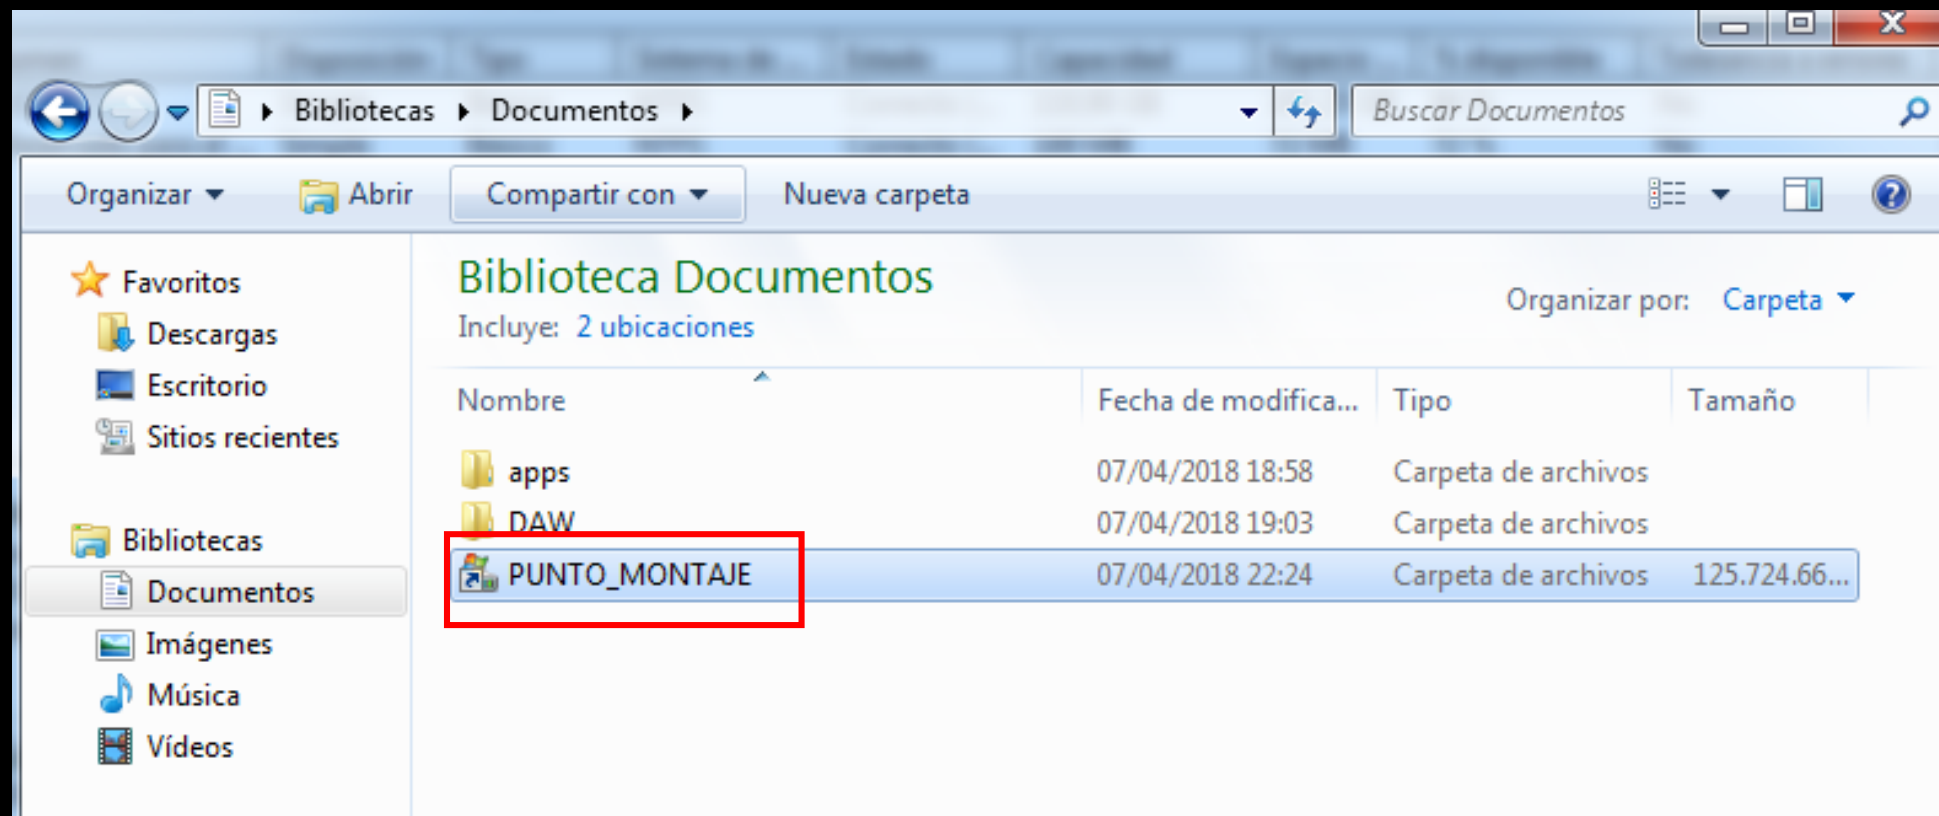 Bibliotecas Documentos
Buscar Documentos
Organizar Abrir Compartir con Nueva carpeta
Favoritos
Descargas
Escritorio
Sitios recientes
Bibliotecas
Documentos
Imágenes
Música
Vídeos
Biblioteca Documentos
Incluye: 2 ubicaciones
Organizar por: Carpeta
Nombre Fecha de modifica... Tipo Tamaño
apps 07/04/2018 18:58 Carpeta de archivos
DAW 07/04/2018 19:03 Carpeta de archivos
PUNTO_MONTAJE 07/04/2018 22:24 Carpeta de archivos 125.724.66...